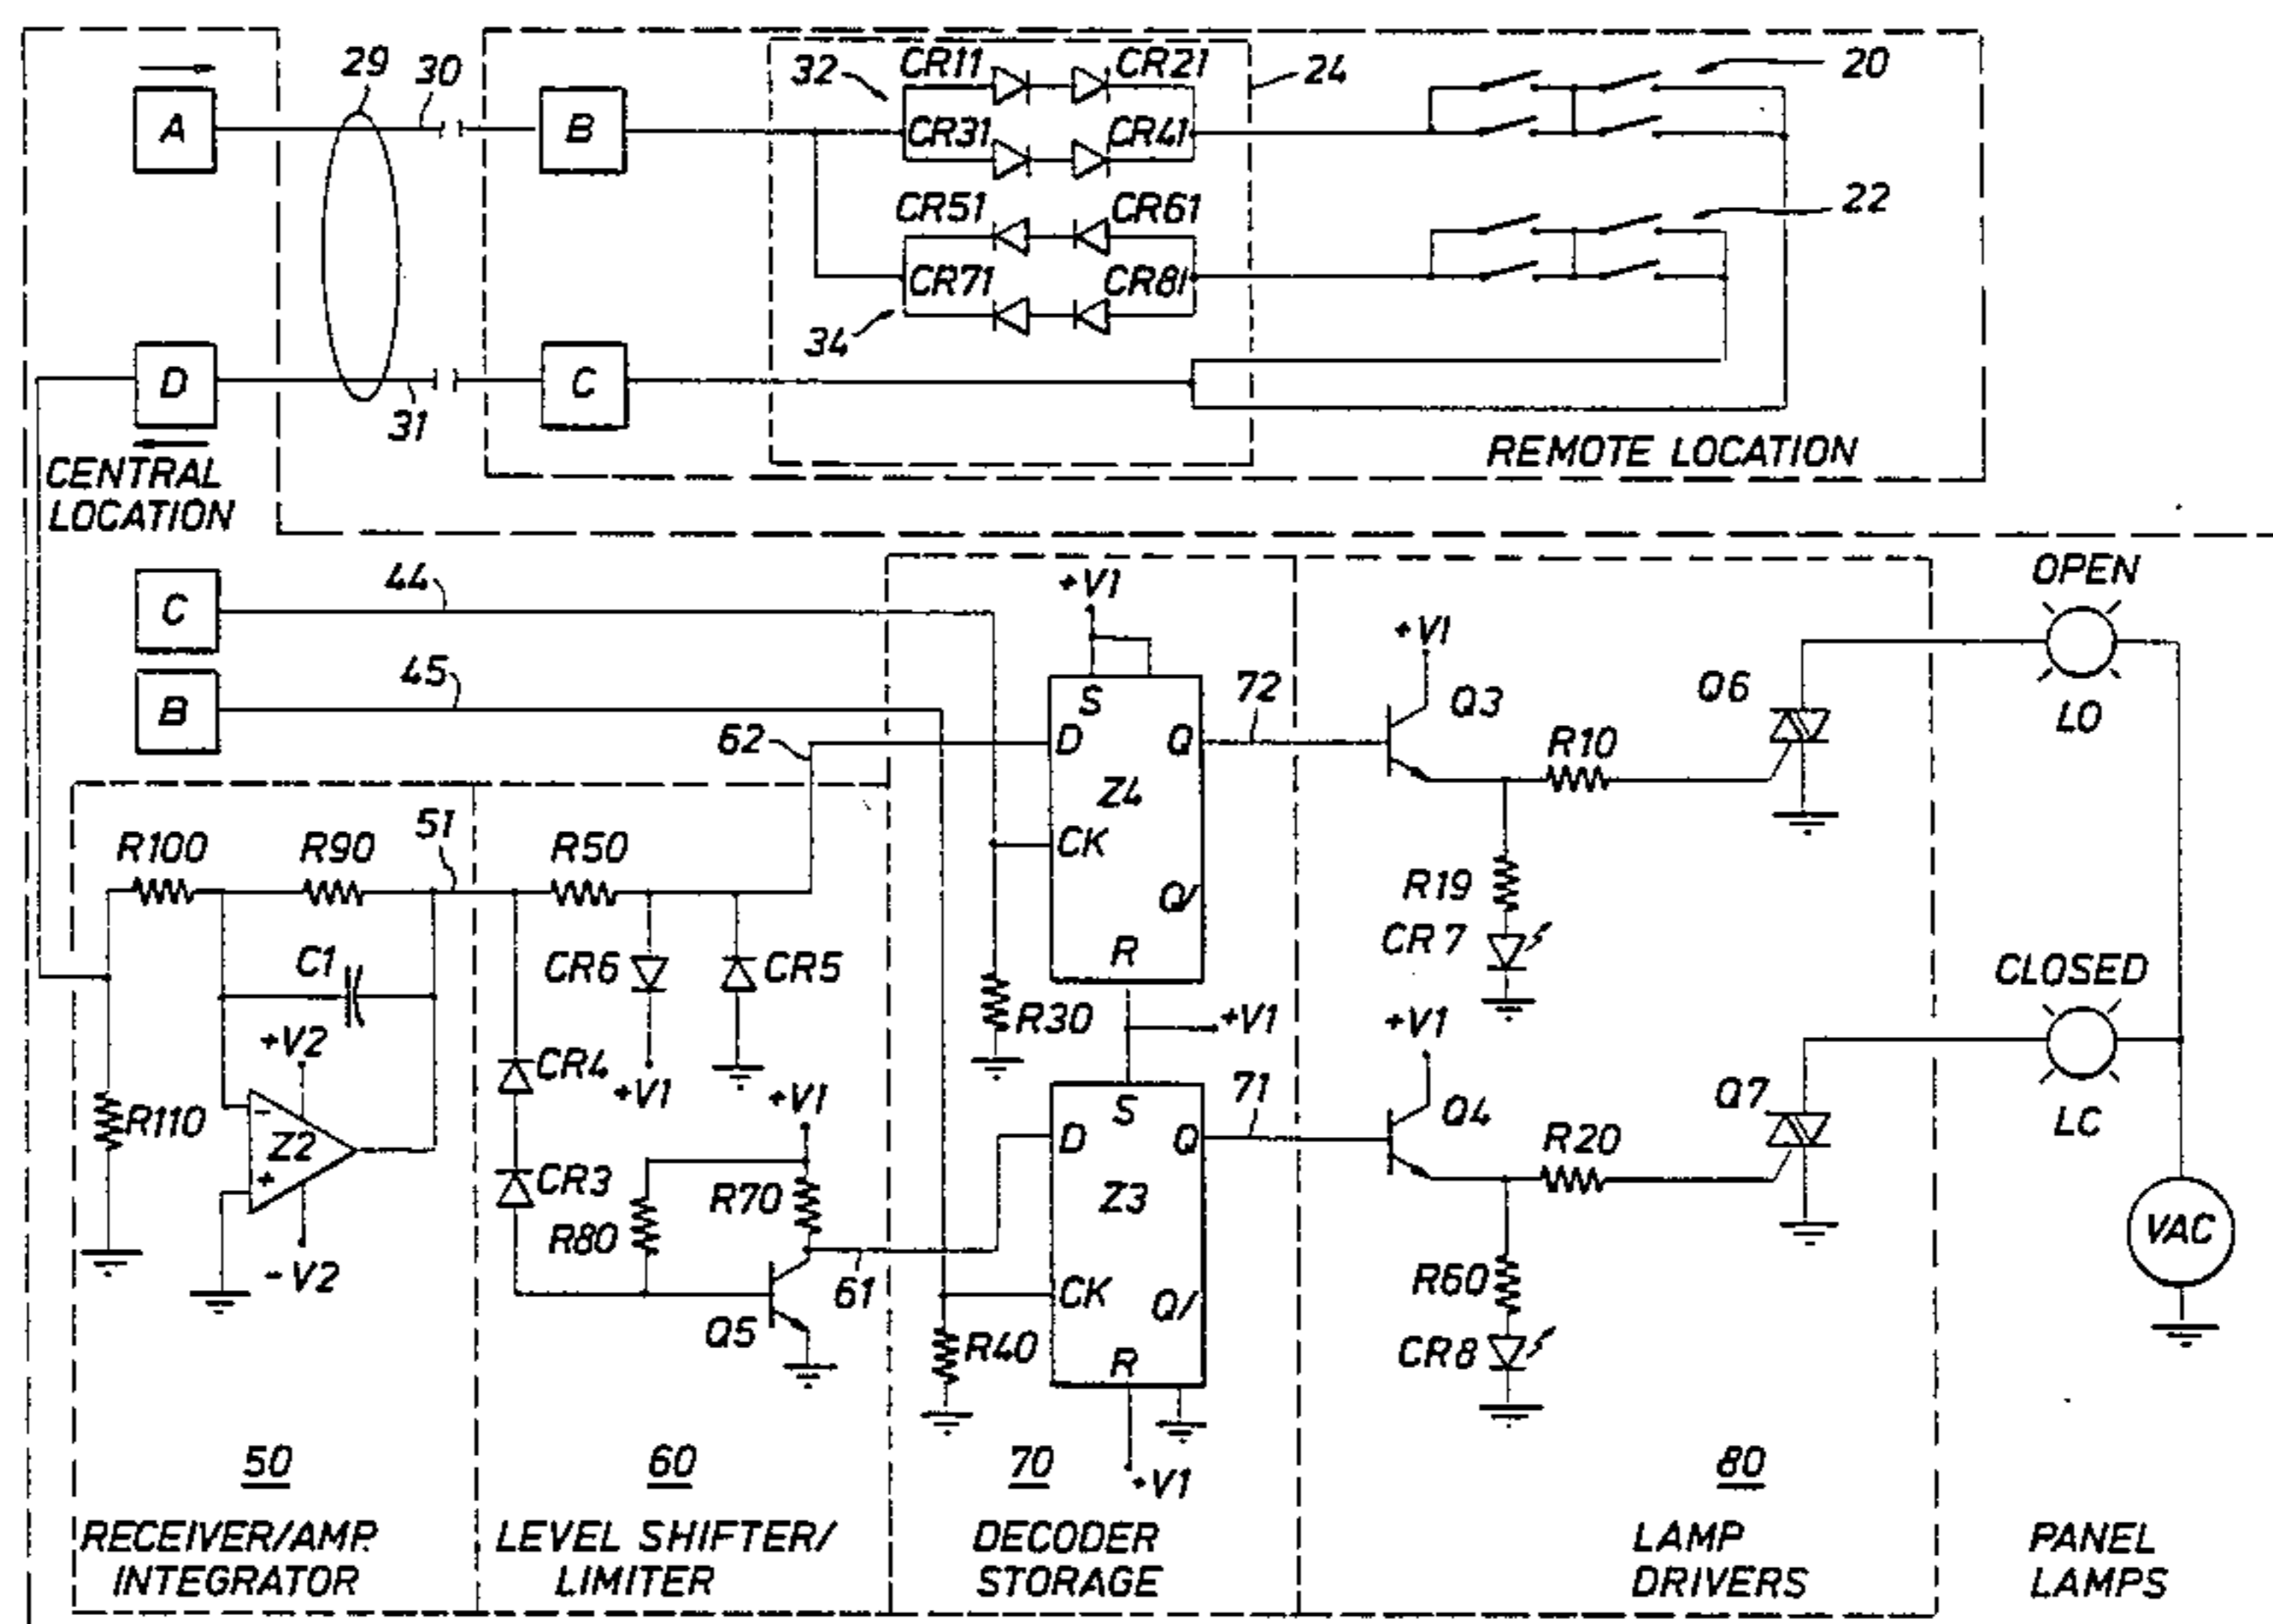 29
30
32
CR11
CR21
24
20
A
B
CR31
CR41
CR51
CR61
22
CR71
CR81
34
D
C
31
CENTRAL
LOCATION
REMOTE LOCATION
C
44
+V1
OPEN
B
45
+V1
S
62
D
Q
72
Q3
Q6
LO
Z4
R10
R100
R90
51
R50
CK
R19
Q/
CR7
C1
CR6
CR5
R
CLOSED
R30
+V1
+V1
+V2
CR4
+V1
+V1
R110
Z2
-
+
S
71
D
Q
Q4
Q7
LC
R20
CR3
R70
R80
Z3
VAC
-V2
61
CK
Q/
R60
Q5
R40
R
CR8
+V1
50
60
70
80
RECEIVER/AMP.
INTEGRATOR
LEVEL SHIFTER/
LIMITER
DECODER
STORAGE
LAMP
DRIVERS
PANEL
LAMPS